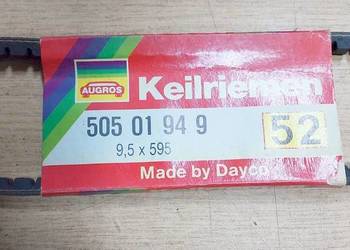 AUGROS
Keilriemen
505 01 94 9
52
9,5 x 595
Made by Dayco